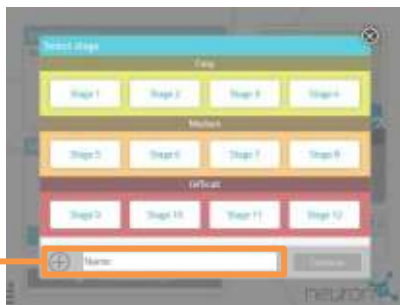 Select stage
Easy
Stage 1 Stage 2 Stage 3 Stage 4
Medium
Stage 5 Stage 6 Stage 7 Stage 8
Difficult
Stage 9 Stage 10 Stage 11 Stage 12
Name:
neuron